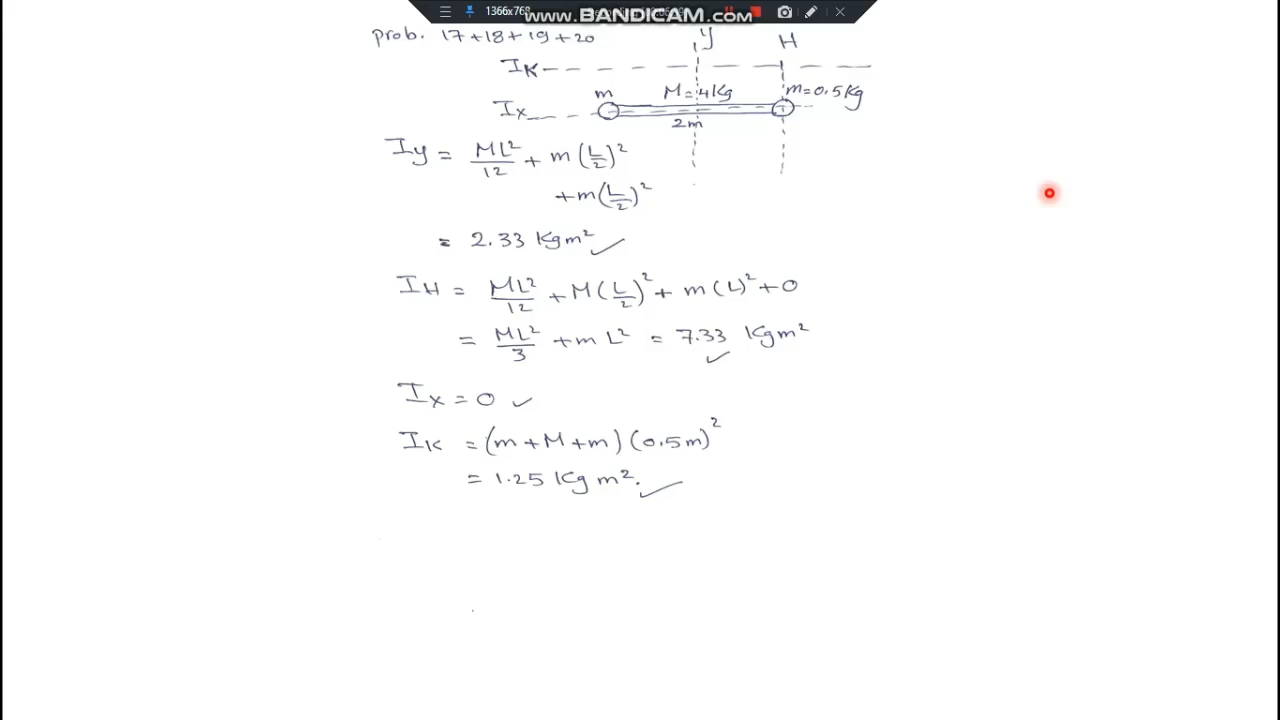 1366x768
www.BANDICAM.com
prob. 17+18+19+20
y H
IK
m M=4Kg m=0.5Kg
Ix
2m
Iy = ML²/12 + m(L/2)²
+m(L/2)²
= 2.33 Kgm²✓
IH = ML²/12 + M(L/2)² + m(L)² + 0
= ML²/3 + mL² = 7.33 Kgm²
✓
Ix = 0 ✓
IK = (m+M+m)(0.5m)²
= 1.25 Kgm². ✓